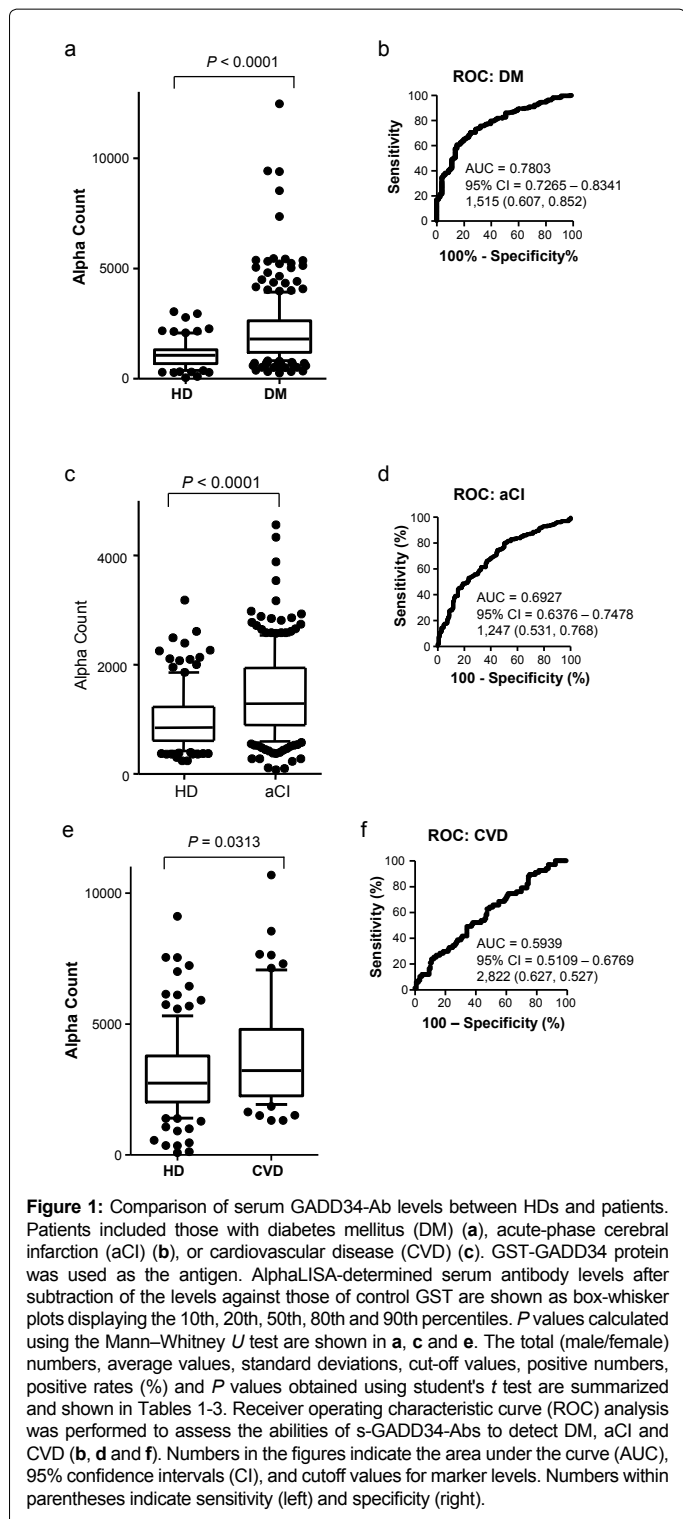 a
P < 0.0001
10000
5000
0
Alpha Count
HD DM
b
ROC: DM
100
80
60
40
20
0
Sensitivity
AUC = 0.7803
95% CI = 0.7265 – 0.8341
1,515 (0.607, 0.852)
0 20 40 60 80 100
100% - Specificity%
c
P < 0.0001
4000
2000
0
Alpha Count
HD aCI
d
ROC: aCI
100
80
60
40
20
0
Sensitivity (%)
AUC = 0.6927
95% CI = 0.6376 – 0.7478
1,247 (0.531, 0.768)
0 20 40 60 80 100
100 - Specificity (%)
e
P = 0.0313
10000
5000
0
Alpha Count
HD CVD
f
ROC: CVD
100
80
60
40
20
0
Sensitivity (%)
AUC = 0.5939
95% CI = 0.5109 – 0.6769
2,822 (0.627, 0.527)
0 20 40 60 80 100
100 – Specificity (%)
Figure 1: Comparison of serum GADD34-Ab levels between HDs and patients.
Patients included those with diabetes mellitus (DM) (a), acute-phase cerebral
infarction (aCI) (b), or cardiovascular disease (CVD) (c). GST-GADD34 protein
was used as the antigen. AlphaLISA-determined serum antibody levels after
subtraction of the levels against those of control GST are shown as box-whisker
plots displaying the 10th, 20th, 50th, 80th and 90th percentiles. P values calculated
using the Mann–Whitney U test are shown in a, c and e. The total (male/female)
numbers, average values, standard deviations, cut-off values, positive numbers,
positive rates (%) and P values obtained using student's t test are summarized
and shown in Tables 1-3. Receiver operating characteristic curve (ROC) analysis
was performed to assess the abilities of s-GADD34-Abs to detect DM, aCI and
CVD (b, d and f). Numbers in the figures indicate the area under the curve (AUC),
95% confidence intervals (CI), and cutoff values for marker levels. Numbers within
parentheses indicate sensitivity (left) and specificity (right).